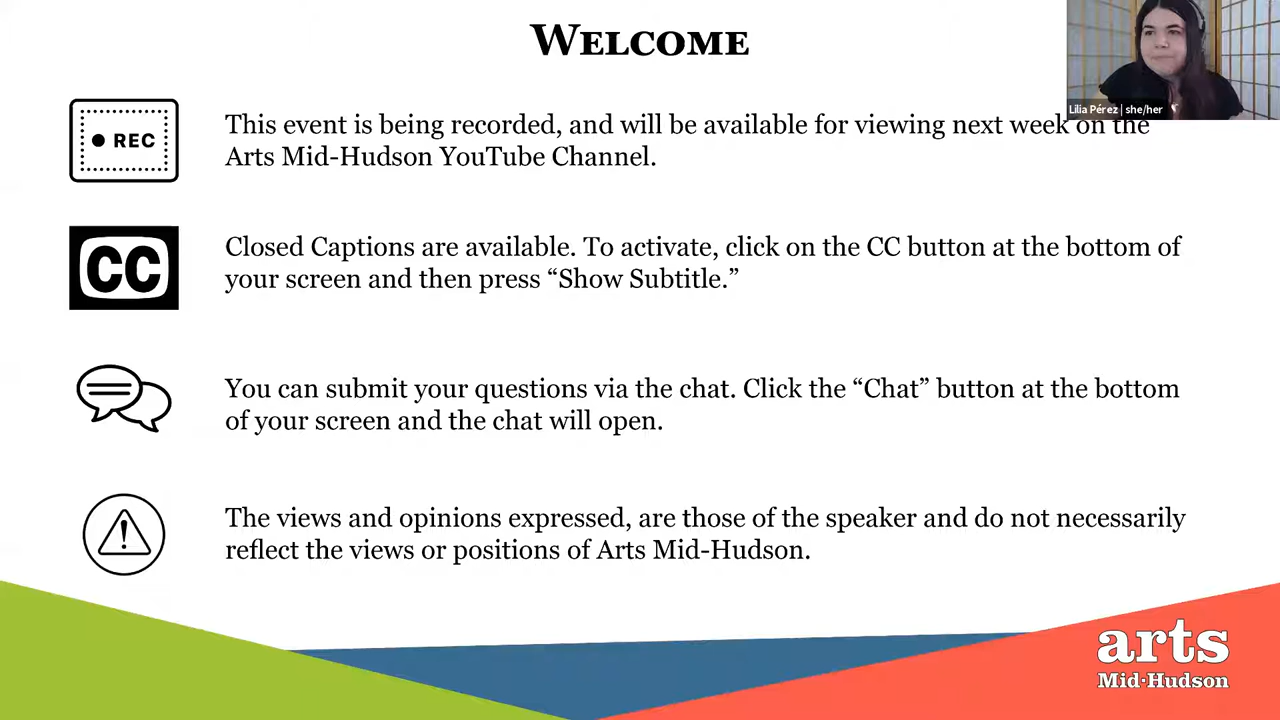 WELCOME
Lilia Pérez | she/her
REC
This event is being recorded, and will be available for viewing next week on the
Arts Mid-Hudson YouTube Channel.
CC
Closed Captions are available. To activate, click on the CC button at the bottom of
your screen and then press “Show Subtitle.”
You can submit your questions via the chat. Click the “Chat” button at the bottom
of your screen and the chat will open.
The views and opinions expressed, are those of the speaker and do not necessarily
reflect the views or positions of Arts Mid-Hudson.
arts
Mid·Hudson